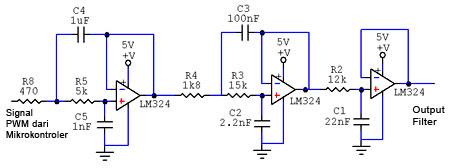 C4
1uF
C3
100nF
5V
+V
5V
+V
5V
+V
R8
470
R5
5k
LM324
R4
1k8
R3
15k
LM324
R2
12k
LM324
Signal
PWM dari
Mikrokontroler
C5
1nF
C2
2.2nF
C1
22nF
Output
Filter